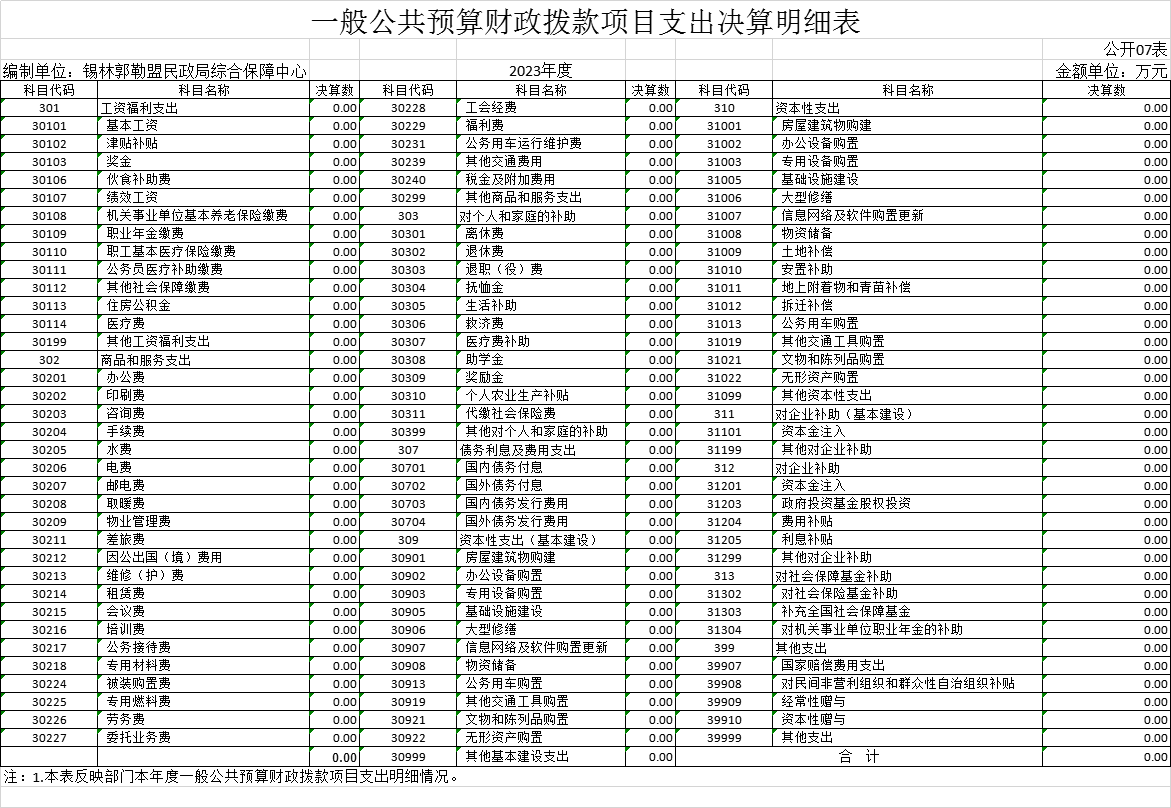 一般公共预算财政拨款项目支出决算明细表
公开07表
编制单位：锡林郭勒盟民政局综合保障中心 2023年度 金额单位：万元
科目代码 科目名称 决算数 科目代码 科目名称 决算数 科目代码 科目名称 决算数
301 工资福利支出 0.00 30228 工会经费 0.00 310 资本性支出 0.00
30101 基本工资 0.00 30229 福利费 0.00 31001 房屋建筑物购建 0.00
30102 津贴补贴 0.00 30231 公务用车运行维护费 0.00 31002 办公设备购置 0.00
30103 奖金 0.00 30239 其他交通费用 0.00 31003 专用设备购置 0.00
30106 伙食补助费 0.00 30240 税金及附加费用 0.00 31005 基础设施建设 0.00
30107 绩效工资 0.00 30299 其他商品和服务支出 0.00 31006 大型修缮 0.00
30108 机关事业单位基本养老保险缴费 0.00 303 对个人和家庭的补助 0.00 31007 信息网络及软件购置更新 0.00
30109 职业年金缴费 0.00 30301 离休费 0.00 31008 物资储备 0.00
30110 职工基本医疗保险缴费 0.00 30302 退休费 0.00 31009 土地补偿 0.00
30111 公务员医疗补助缴费 0.00 30303 退职（役）费 0.00 31010 安置补助 0.00
30112 其他社会保障缴费 0.00 30304 抚恤金 0.00 31011 地上附着物和青苗补偿 0.00
30113 住房公积金 0.00 30305 生活补助 0.00 31012 拆迁补偿 0.00
30114 医疗费 0.00 30306 救济费 0.00 31013 公务用车购置 0.00
30199 其他工资福利支出 0.00 30307 医疗费补助 0.00 31019 其他交通工具购置 0.00
302 商品和服务支出 0.00 30308 助学金 0.00 31021 文物和陈列品购置 0.00
30201 办公费 0.00 30309 奖励金 0.00 31022 无形资产购置 0.00
30202 印刷费 0.00 30310 个人农业生产补贴 0.00 31099 其他资本性支出 0.00
30203 咨询费 0.00 30311 代缴社会保险费 0.00 311 对企业补助（基本建设） 0.00
30204 手续费 0.00 30399 其他对个人和家庭的补助 0.00 31101 资本金注入 0.00
30205 水费 0.00 307 债务利息及费用支出 0.00 31199 其他对企业补助 0.00
30206 电费 0.00 30701 国内债务付息 0.00 312 对企业补助 0.00
30207 邮电费 0.00 30702 国外债务付息 0.00 31201 资本金注入 0.00
30208 取暖费 0.00 30703 国内债务发行费用 0.00 31203 政府投资基金股权投资 0.00
30209 物业管理费 0.00 30704 国外债务发行费用 0.00 31204 费用补贴 0.00
30211 差旅费 0.00 309 资本性支出（基本建设） 0.00 31205 利息补贴 0.00
30212 因公出国（境）费用 0.00 30901 房屋建筑物购建 0.00 31299 其他对企业补助 0.00
30213 维修（护）费 0.00 30902 办公设备购置 0.00 313 对社会保障基金补助 0.00
30214 租赁费 0.00 30903 专用设备购置 0.00 31302 对社会保险基金补助 0.00
30215 会议费 0.00 30905 基础设施建设 0.00 31303 补充全国社会保障基金 0.00
30216 培训费 0.00 30906 大型修缮 0.00 31304 对机关事业单位职业年金的补助 0.00
30217 公务接待费 0.00 30907 信息网络及软件购置更新 0.00 399 其他支出 0.00
30218 专用材料费 0.00 30908 物资储备 0.00 39907 国家赔偿费用支出 0.00
30224 被装购置费 0.00 30913 公务用车购置 0.00 39908 对民间非营利组织和群众性自治组织补贴 0.00
30225 专用燃料费 0.00 30919 其他交通工具购置 0.00 39909 经常性赠与 0.00
30226 劳务费 0.00 30921 文物和陈列品购置 0.00 39910 资本性赠与 0.00
30227 委托业务费 0.00 30922 无形资产购置 0.00 39999 其他支出 0.00
0.00 30999 其他基本建设支出 0.00 合 计 0.00
注：1.本表反映部门本年度一般公共预算财政拨款项目支出明细情况。